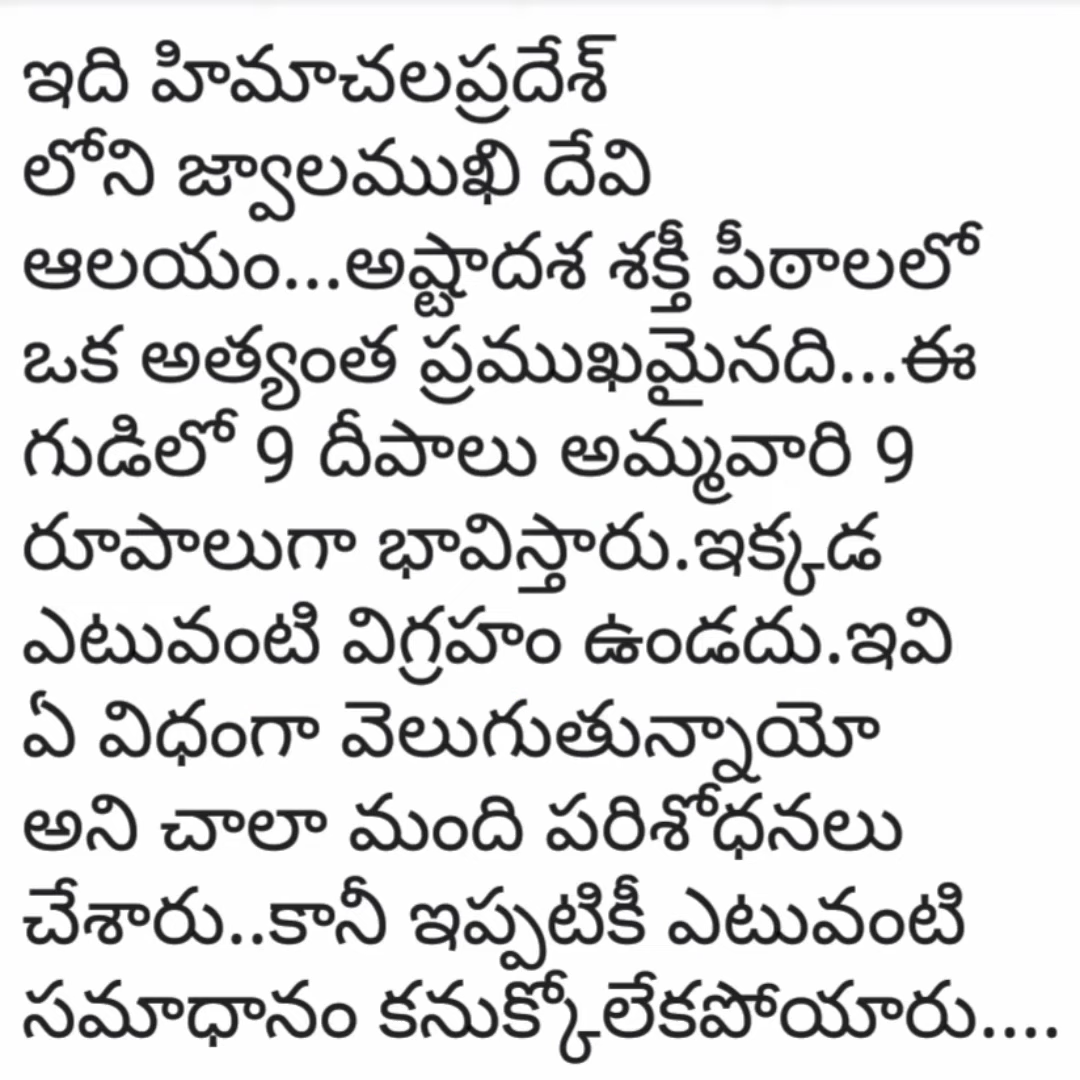 ఇది హిమాచలప్రదేశ్
లోని జ్వాలముఖి దేవి
ఆలయం...అష్టాదశ శక్తీ పీఠాలలో
ఒక అత్యంత ప్రముఖమైనది...ఈ
గుడిలో 9 దీపాలు అమ్మవారి 9
రూపాలుగా భావిస్తారు.ఇక్కడ
ఎటువంటి విగ్రహం ఉండదు.ఇవి
ఏ విధంగా వెలుగుతున్నాయో
అని చాలా మంది పరిశోధనలు
చేశారు..కానీ ఇప్పటికీ ఎటువంటి
సమాధానం కనుక్కోలేకపోయారు....